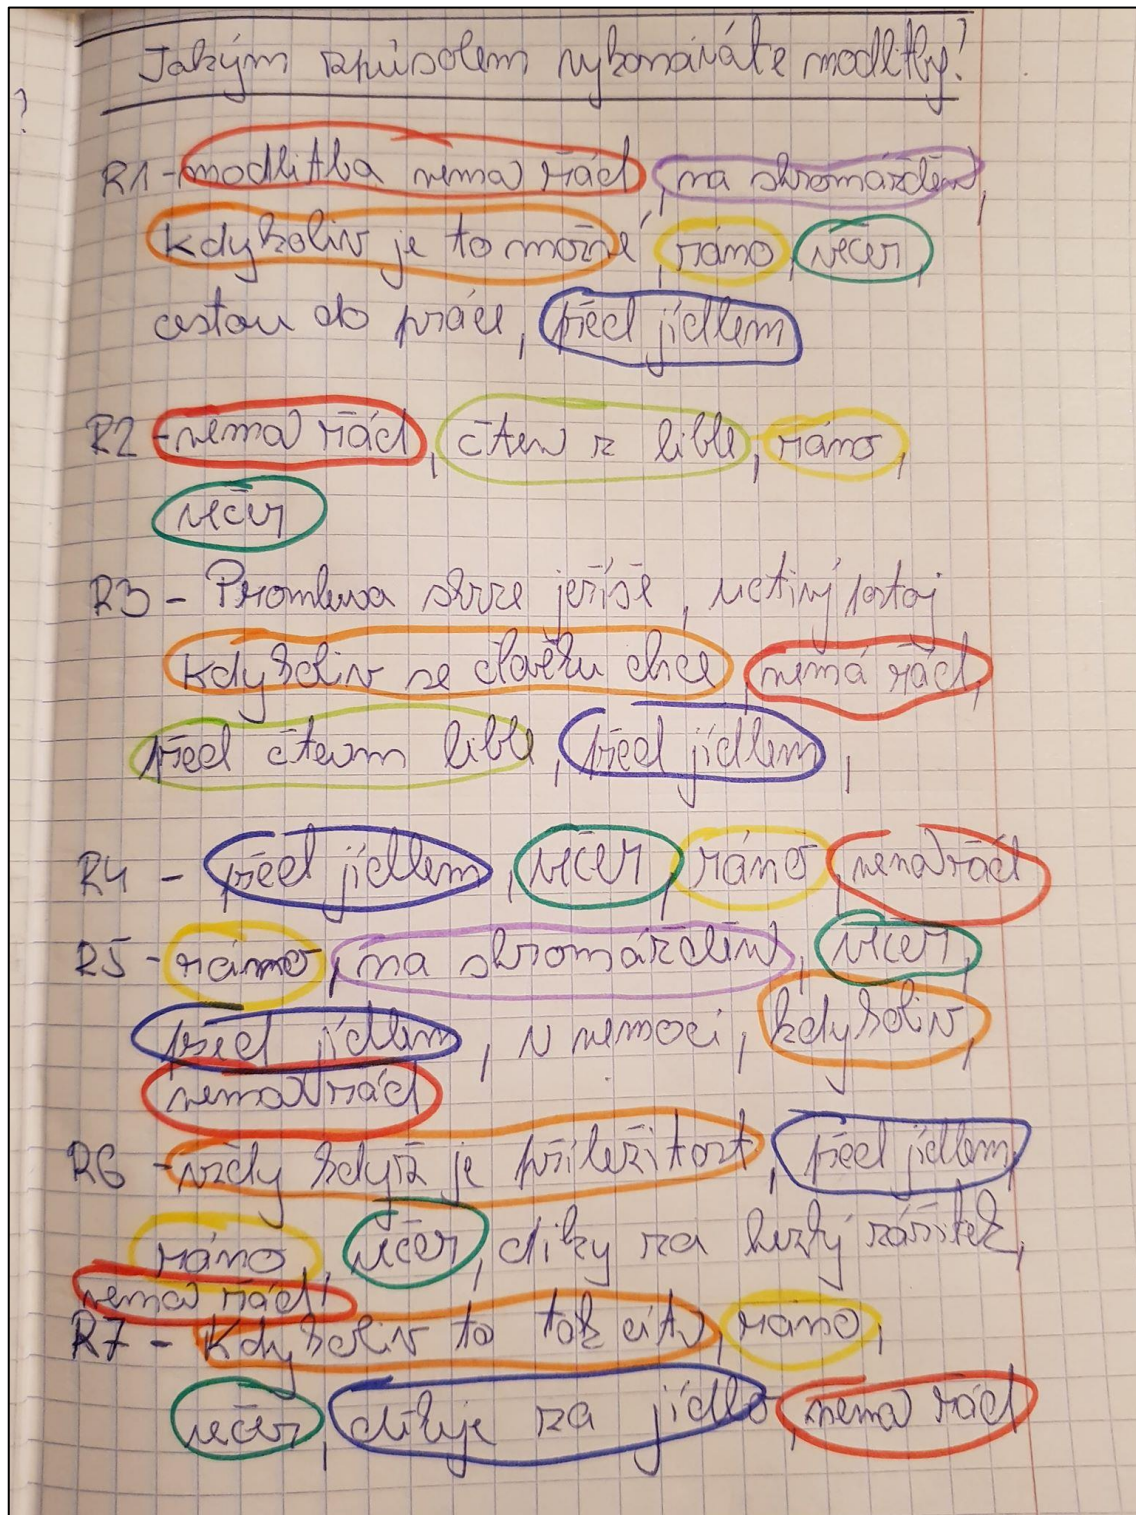 Jakým způsobem vykonáváte modlitby?
?
R1 - modlitba nemá řád, na shromáždění,
kdykoliv je to možné, ráno, večer,
cestou do práce, před jídlem
R2 - nemá řád, čtení z bible, ráno,
večer
R3 - Promluva skrze ježíše, uctivý postoj
kdykoliv se člověku chce, nemá řád,
před čtením bible, před jídlem,
R4 - před jídlem, večer, ráno, nemá řád
R5 - ráno, na shromáždění, večer,
před jídlem, v nemoci, kdykoliv,
nemá řád
R6 - vždy když je příležitost, před jídlem,
ráno, večer, díky za hezký zážitek,
nemá řád!
R7 - Kdykoliv to tak cítí, ráno,
večer, děkuje za jídlo, nemá řád